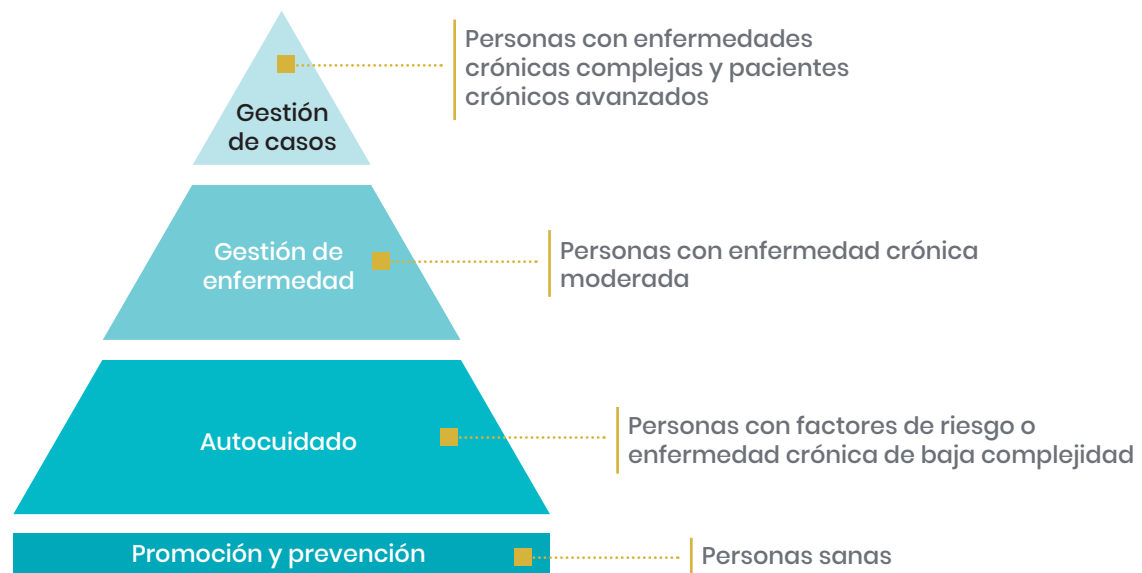 Personas con enfermedades
crónicas complejas y pacientes
crónicos avanzados
Gestión
de casos
Gestión de
enfermedad
Personas con enfermedad crónica
moderada
Autocuidado
Personas con factores de riesgo o
enfermedad crónica de baja complejidad
Promoción y prevención
Personas sanas